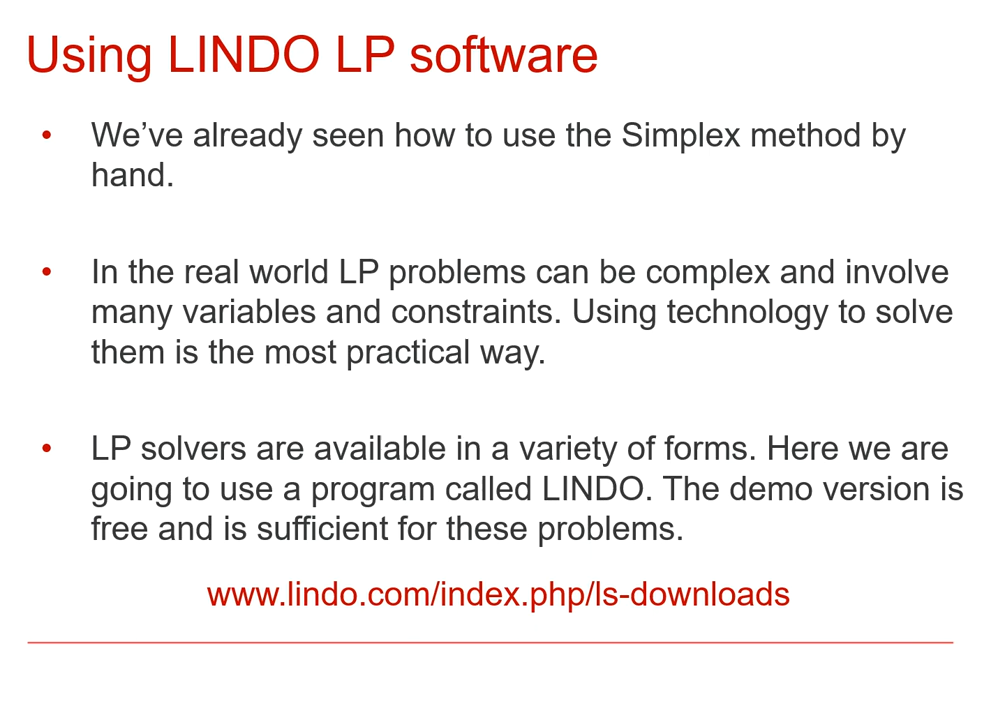 Using LINDO LP software
• We’ve already seen how to use the Simplex method by
hand.
• In the real world LP problems can be complex and involve
many variables and constraints. Using technology to solve
them is the most practical way.
• LP solvers are available in a variety of forms. Here we are
going to use a program called LINDO. The demo version is
free and is sufficient for these problems.
www.lindo.com/index.php/ls-downloads